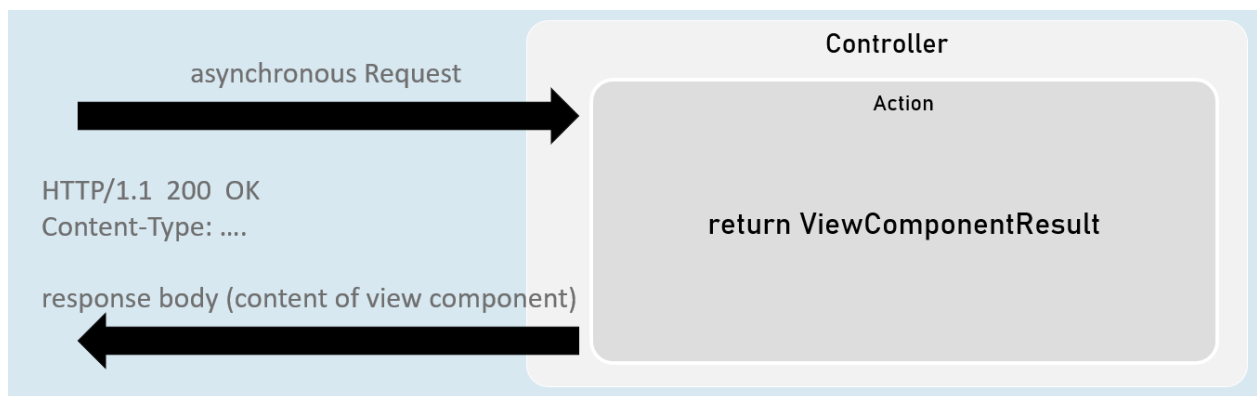 Controller
asynchronous Request
Action
HTTP/1.1 200 OK
Content-Type: ....
return ViewComponentResult
response body (content of view component)